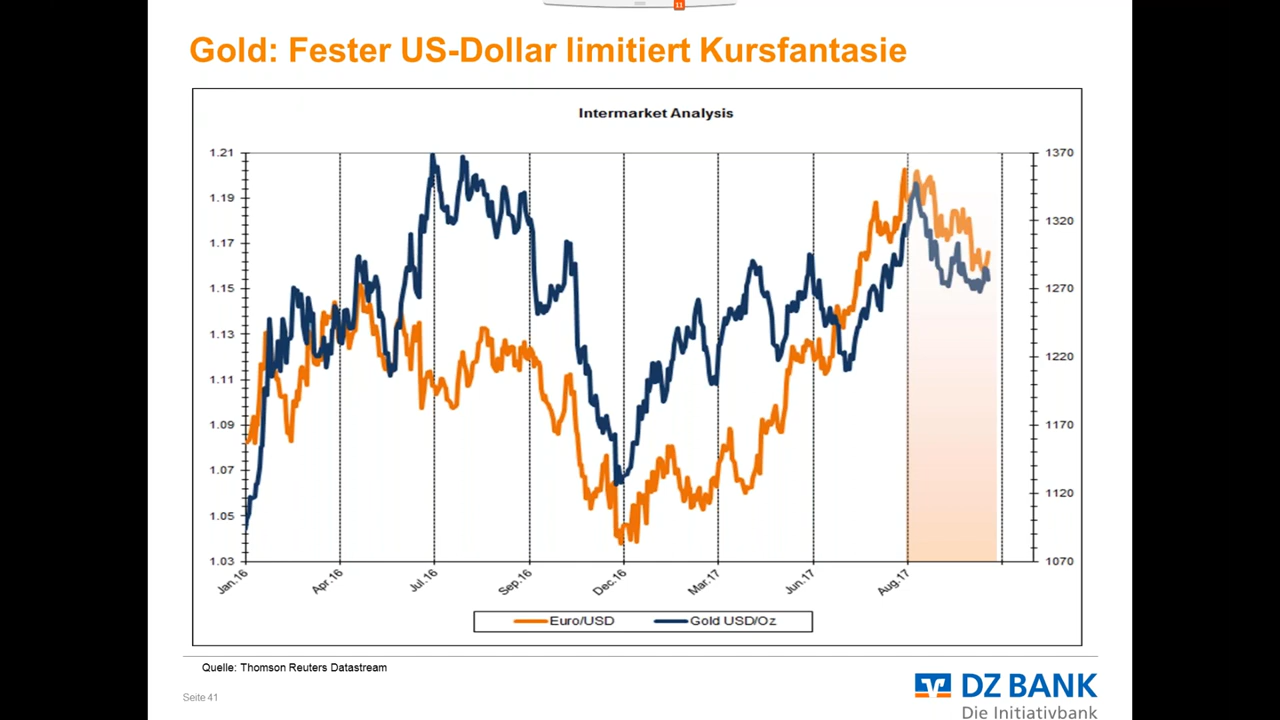 11
Gold: Fester US-Dollar limitiert Kursfantasie
Intermarket Analysis
1.21
1.19
1.17
1.15
1.13
1.11
1.09
1.07
1.05
1.03
1370
1320
1270
1220
1170
1120
1070
Jan.16
Apr.16
Jul.16
Sep.16
Dec.16
Mar.17
Jun.17
Aug.17
Euro/USD
Gold USD/Oz
Quelle: Thomson Reuters Datastream
Seite 41
DZ BANK
Die Initiativbank